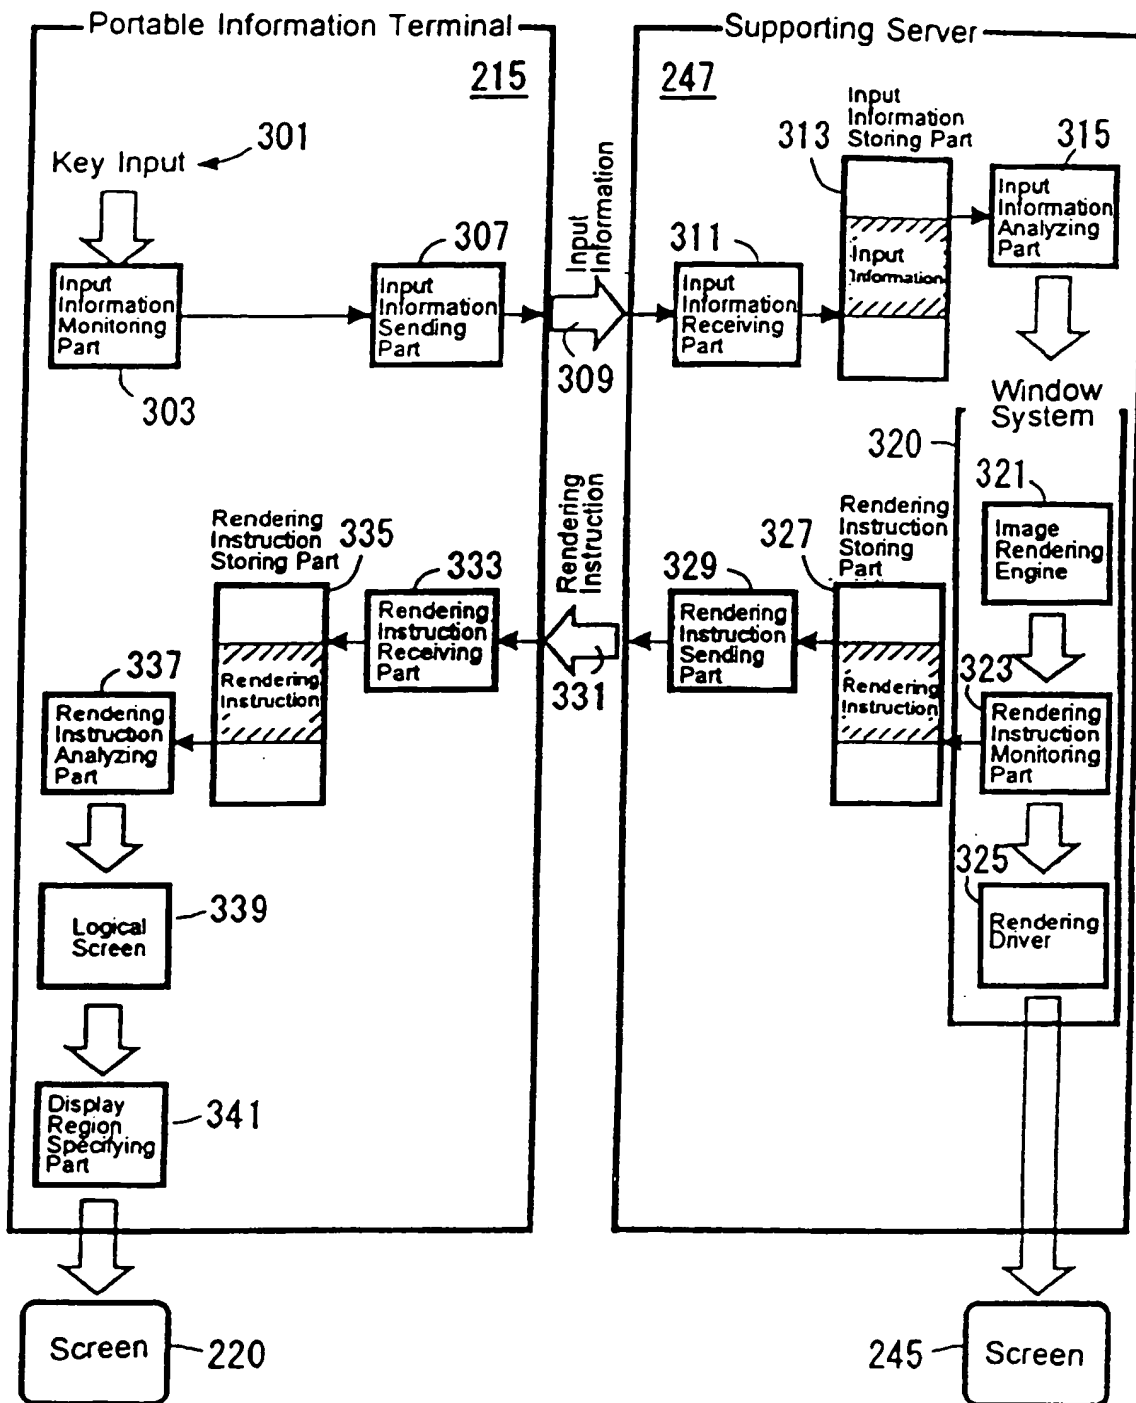 Portable Information Terminal
215
Supporting Server
247
301
Key Input
Input
Information
Monitoring
Part
303
307
Input
Information
Sending
Part
Input
Information
309
311
Input
Information
Receiving
Part
313
Input
Information
Storing Part
Input
Information
315
Input
Information
Analyzing
Part
Window
System
320
321
Image
Rendering
Engine
323
Rendering
Instruction
Monitoring
Part
325
Rendering
Driver
327
Rendering
Instruction
Storing
Part
Rendering
Instruction
329
Rendering
Instruction
Sending
Part
Rendering
Instruction
331
333
Rendering
Instruction
Receiving
Part
Rendering
Instruction
Storing Part
335
Rendering
Instruction
337
Rendering
Instruction
Analyzing
Part
339
Logical
Screen
341
Display
Region
Specifying
Part
Screen
220
245
Screen